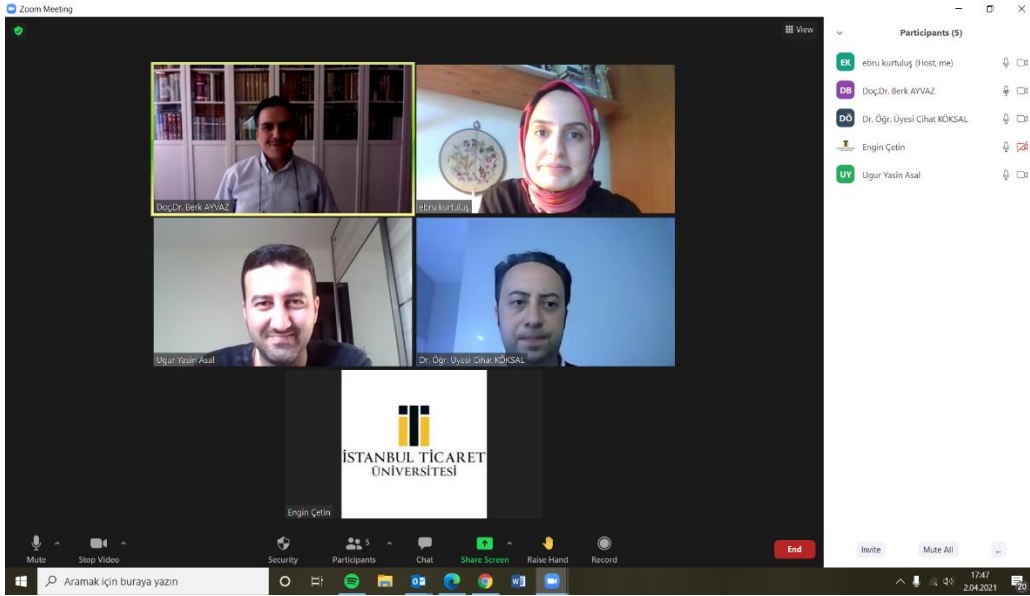 Zoom Meeting
View
Participants (5)
EK ebru kurtuluş (Host, me)
DB Doç.Dr. Berk AYVAZ
DÖ Dr. Öğr. Üyesi Cihat KÖKSAL
Engin Çetin
UY Ugur Yasin Asal
Doç.Dr. Berk AYVAZ
ebru kurtuluş
Ugur Yasin Asal
Dr. Öğr. Üyesi Cihat KÖKSAL
İSTANBUL TİCARET
ÜNİVERSİTESİ
Engin Çetin
Mute
Stop Video
Security
Participants
5
Chat
Share Screen
Raise Hand
Record
End
Invite
Mute All
...
Aramak için buraya yazın
17:47
2.04.2021
20